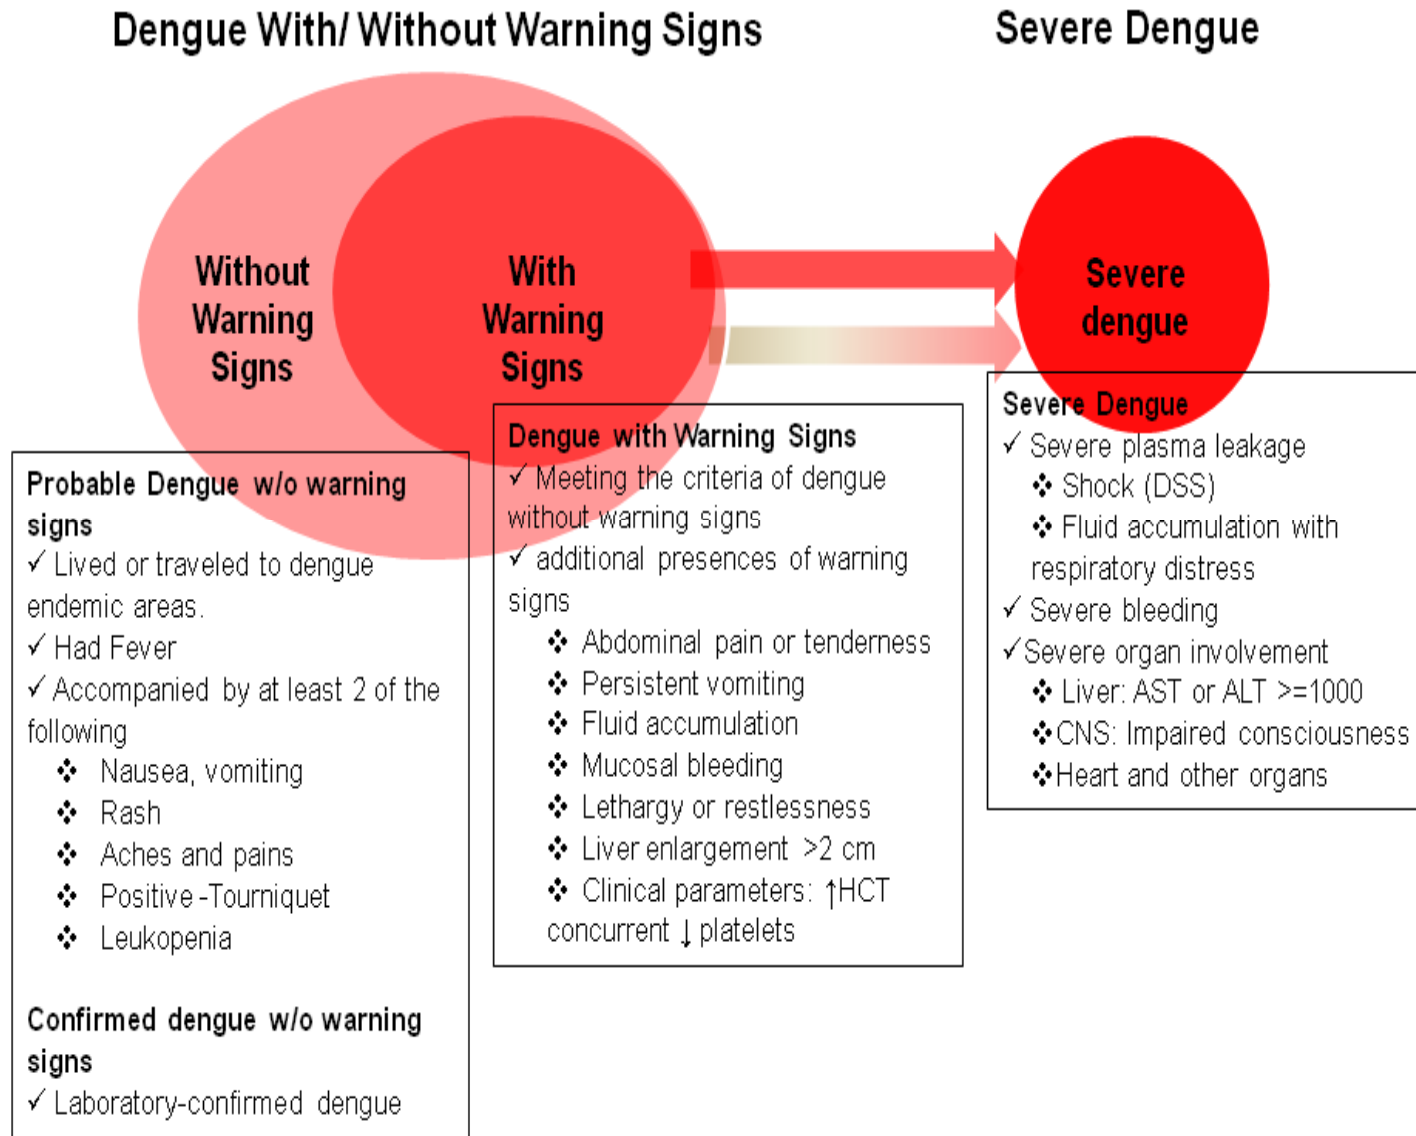 Dengue With/ Without Warning Signs
Severe Dengue
Without
Warning
Signs
With
Warning
Signs
Severe
dengue
Probable Dengue w/o warning
signs
✓ Lived or traveled to dengue
endemic areas.
✓ Had Fever
✓ Accompanied by at least 2 of the
following
❖ Nausea, vomiting
❖ Rash
❖ Aches and pains
❖ Positive -Tourniquet
❖ Leukopenia
Confirmed dengue w/o warning
signs
✓ Laboratory-confirmed dengue
Dengue with Warning Signs
✓ Meeting the criteria of dengue
without warning signs
✓ additional presences of warning
signs
❖ Abdominal pain or tenderness
❖ Persistent vomiting
❖ Fluid accumulation
❖ Mucosal bleeding
❖ Lethargy or restlessness
❖ Liver enlargement >2 cm
❖ Clinical parameters: ↑HCT
concurrent ↓ platelets
Severe Dengue
✓ Severe plasma leakage
❖ Shock (DSS)
❖ Fluid accumulation with
respiratory distress
✓ Severe bleeding
✓Severe organ involvement
❖ Liver: AST or ALT >=1000
❖CNS: Impaired consciousness
❖Heart and other organs